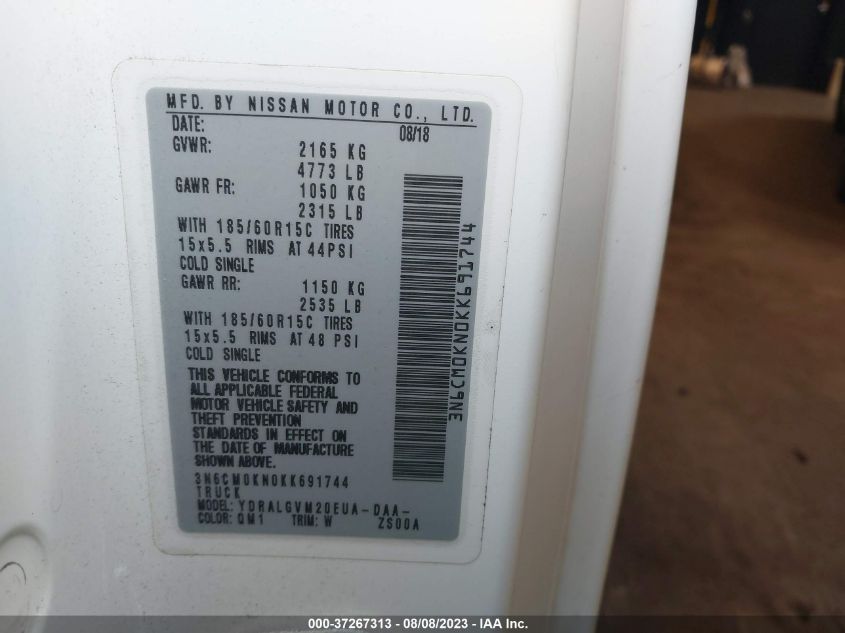 MFD. BY NISSAN MOTOR CO., LTD.
DATE: 08/18
GVWR: 2165 KG
4773 LB
GAWR FR: 1050 KG
2315 LB
WITH 185/60R15C TIRES
15x5.5 RIMS AT 44PSI
COLD SINGLE
GAWR RR: 1150 KG
2535 LB
WITH 185/60R15C TIRES
15x5.5 RIMS AT 48 PSI
COLD SINGLE
THIS VEHICLE CONFORMS TO
ALL APPLICABLE FEDERAL
MOTOR VEHICLE SAFETY AND
THEFT PREVENTION
STANDARDS IN EFFECT ON
THE DATE OF MANUFACTURE
SHOWN ABOVE.
3N6CM0KN0KK691744
TRUCK
MODEL: YDRALGVM20EUA-DAA-
COLOR: QM1 TRIM: W ZS00A
3N6CM0KN0KK691744
000-37267313 - 08/08/2023 - IAA Inc.